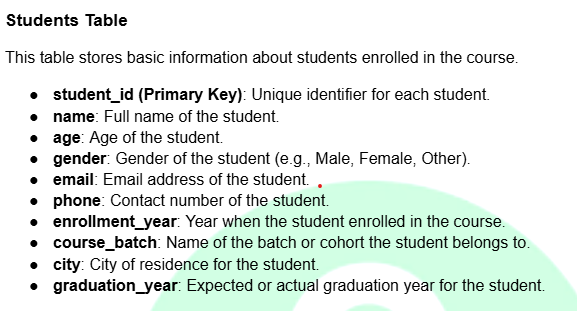 Students Table
This table stores basic information about students enrolled in the course.
● student_id (Primary Key): Unique identifier for each student.
● name: Full name of the student.
● age: Age of the student.
● gender: Gender of the student (e.g., Male, Female, Other).
● email: Email address of the student.
● phone: Contact number of the student.
● enrollment_year: Year when the student enrolled in the course.
● course_batch: Name of the batch or cohort the student belongs to.
● city: City of residence for the student.
● graduation_year: Expected or actual graduation year for the student.